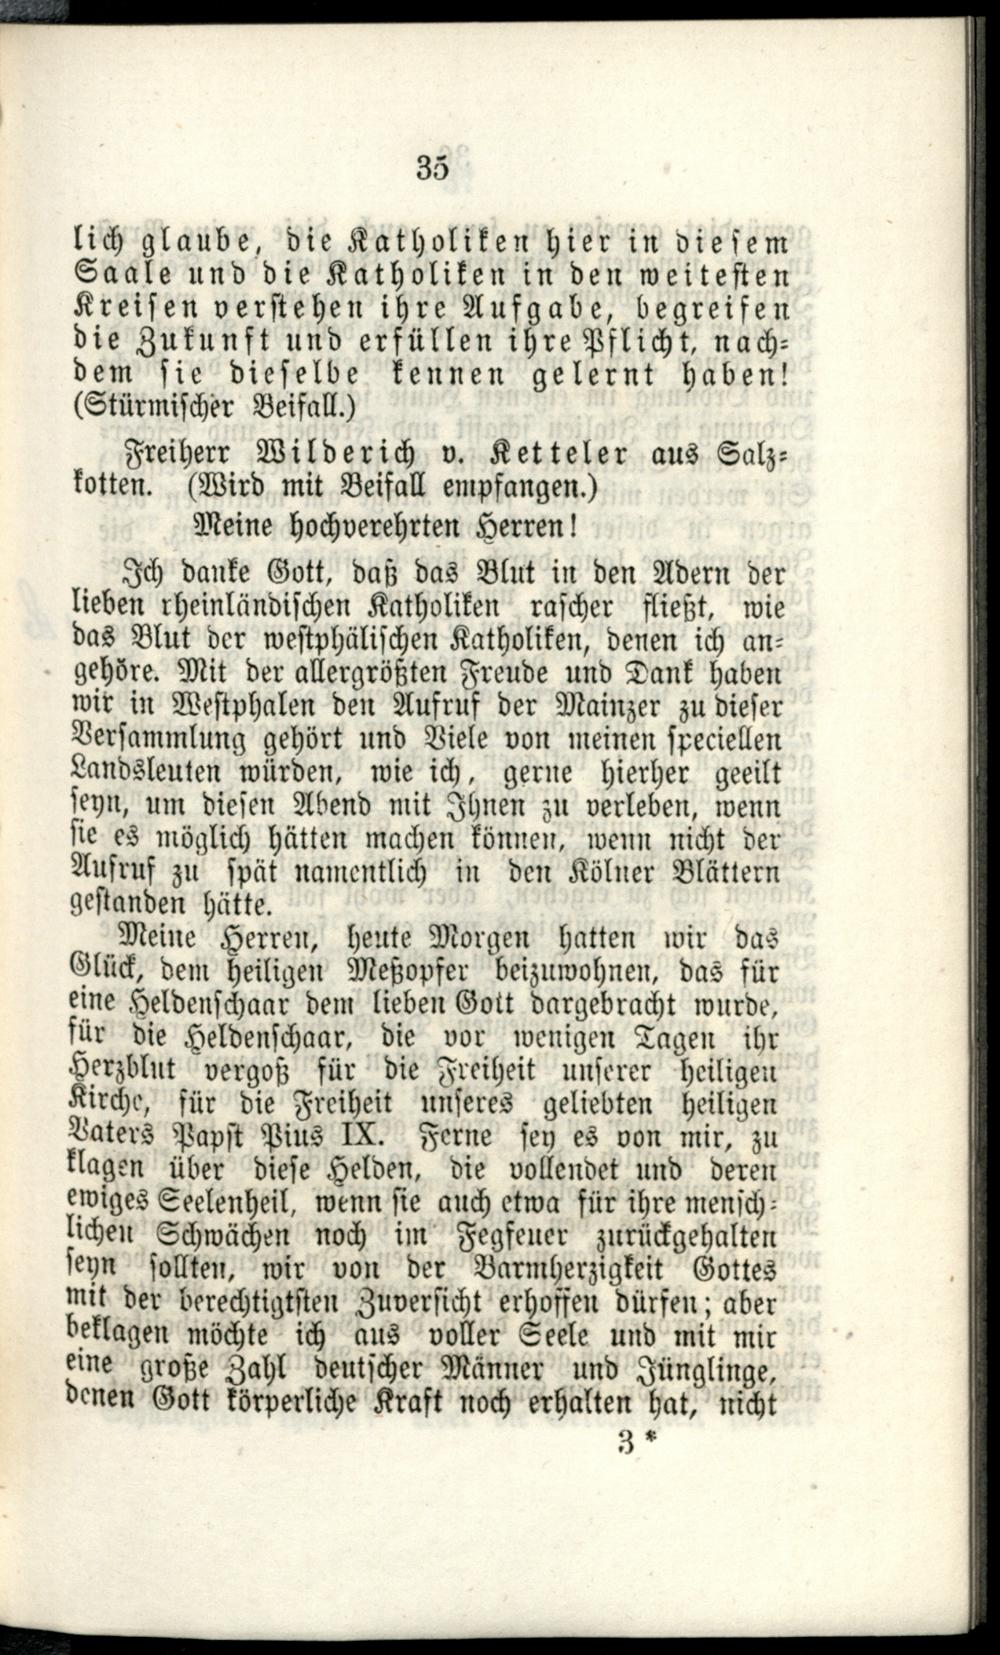 35
lich glaube, die Katholiken hier in diesem
Saale und die Katholiken in den weitesten
Kreisen verstehen ihre Aufgabe, begreifen
die Zukunft und erfüllen ihre Pflicht, nach-
dem sie dieselbe kennen gelernt haben!
(Stürmischer Beifall.)
Freiherr Wilderich v. Ketteler aus Salz-
kotten. (Wird mit Beifall empfangen.)
Meine hochverehrten Herren!
Ich danke Gott, daß das Blut in den Adern der
lieben rheinländischen Katholiken rascher fließt, wie
das Blut der westphälischen Katholiken, denen ich an-
gehöre. Mit der allergrößten Freude und Dank haben
wir in Westphalen den Aufruf der Mainzer zu dieser
Versammlung gehört und Viele von meinen speciellen
Landsleuten würden, wie ich, gerne hierher geeilt
seyn, um diesen Abend mit Ihnen zu verleben, wenn
sie es möglich hätten machen können, wenn nicht der
Aufruf zu spät namentlich in den Kölner Blättern
gestanden hätte.
Meine Herren, heute Morgen hatten wir das
Glück, dem heiligen Meßopfer beizuwohnen, das für
eine Heldenschaar dem lieben Gott dargebracht wurde,
für die Heldenschaar, die vor wenigen Tagen ihr
Herzblut vergoß für die Freiheit unserer heiligen
Kirche, für die Freiheit unseres geliebten heiligen
Vaters Papst Pius IX. Ferne sey es von mir, zu
klagen über diese Helden, die vollendet und deren
ewiges Seelenheil, wenn sie auch etwa für ihre mensch-
lichen Schwächen noch im Fegfeuer zurückgehalten
seyn sollten, wir von der Barmherzigkeit Gottes
mit der berechtigtsten Zuversicht erhoffen dürfen; aber
beklagen möchte ich aus voller Seele und mit mir
eine große Zahl deutscher Männer und Jünglinge,
denen Gott körperliche Kraft noch erhalten hat, nicht
3 *